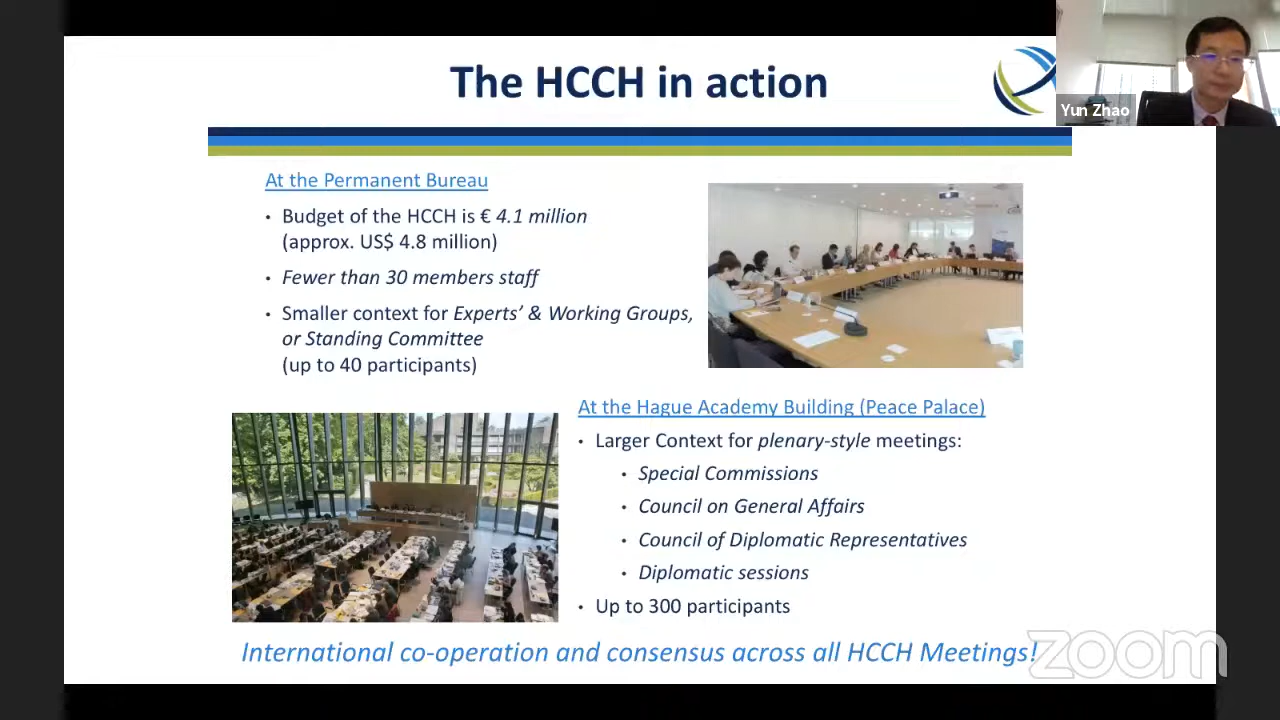 The HCCH in action
Yun Zhao
At the Permanent Bureau
• Budget of the HCCH is € 4.1 million
(approx. US$ 4.8 million)
• Fewer than 30 members staff
• Smaller context for Experts’ & Working Groups,
or Standing Committee
(up to 40 participants)
At the Hague Academy Building (Peace Palace)
• Larger Context for plenary-style meetings:
• Special Commissions
• Council on General Affairs
• Council of Diplomatic Representatives
• Diplomatic sessions
• Up to 300 participants
International co-operation and consensus across all HCCH Meetings!
zoom